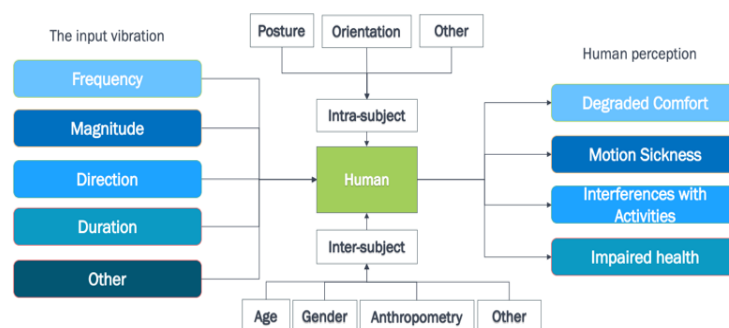 The input vibration
Frequency
Magnitude
Direction
Duration
Other
Posture
Orientation
Other
Intra-subject
Human
Inter-subject
Age
Gender
Anthropometry
Other
Human perception
Degraded Comfort
Motion Sickness
Interferences with
Activities
Impaired health